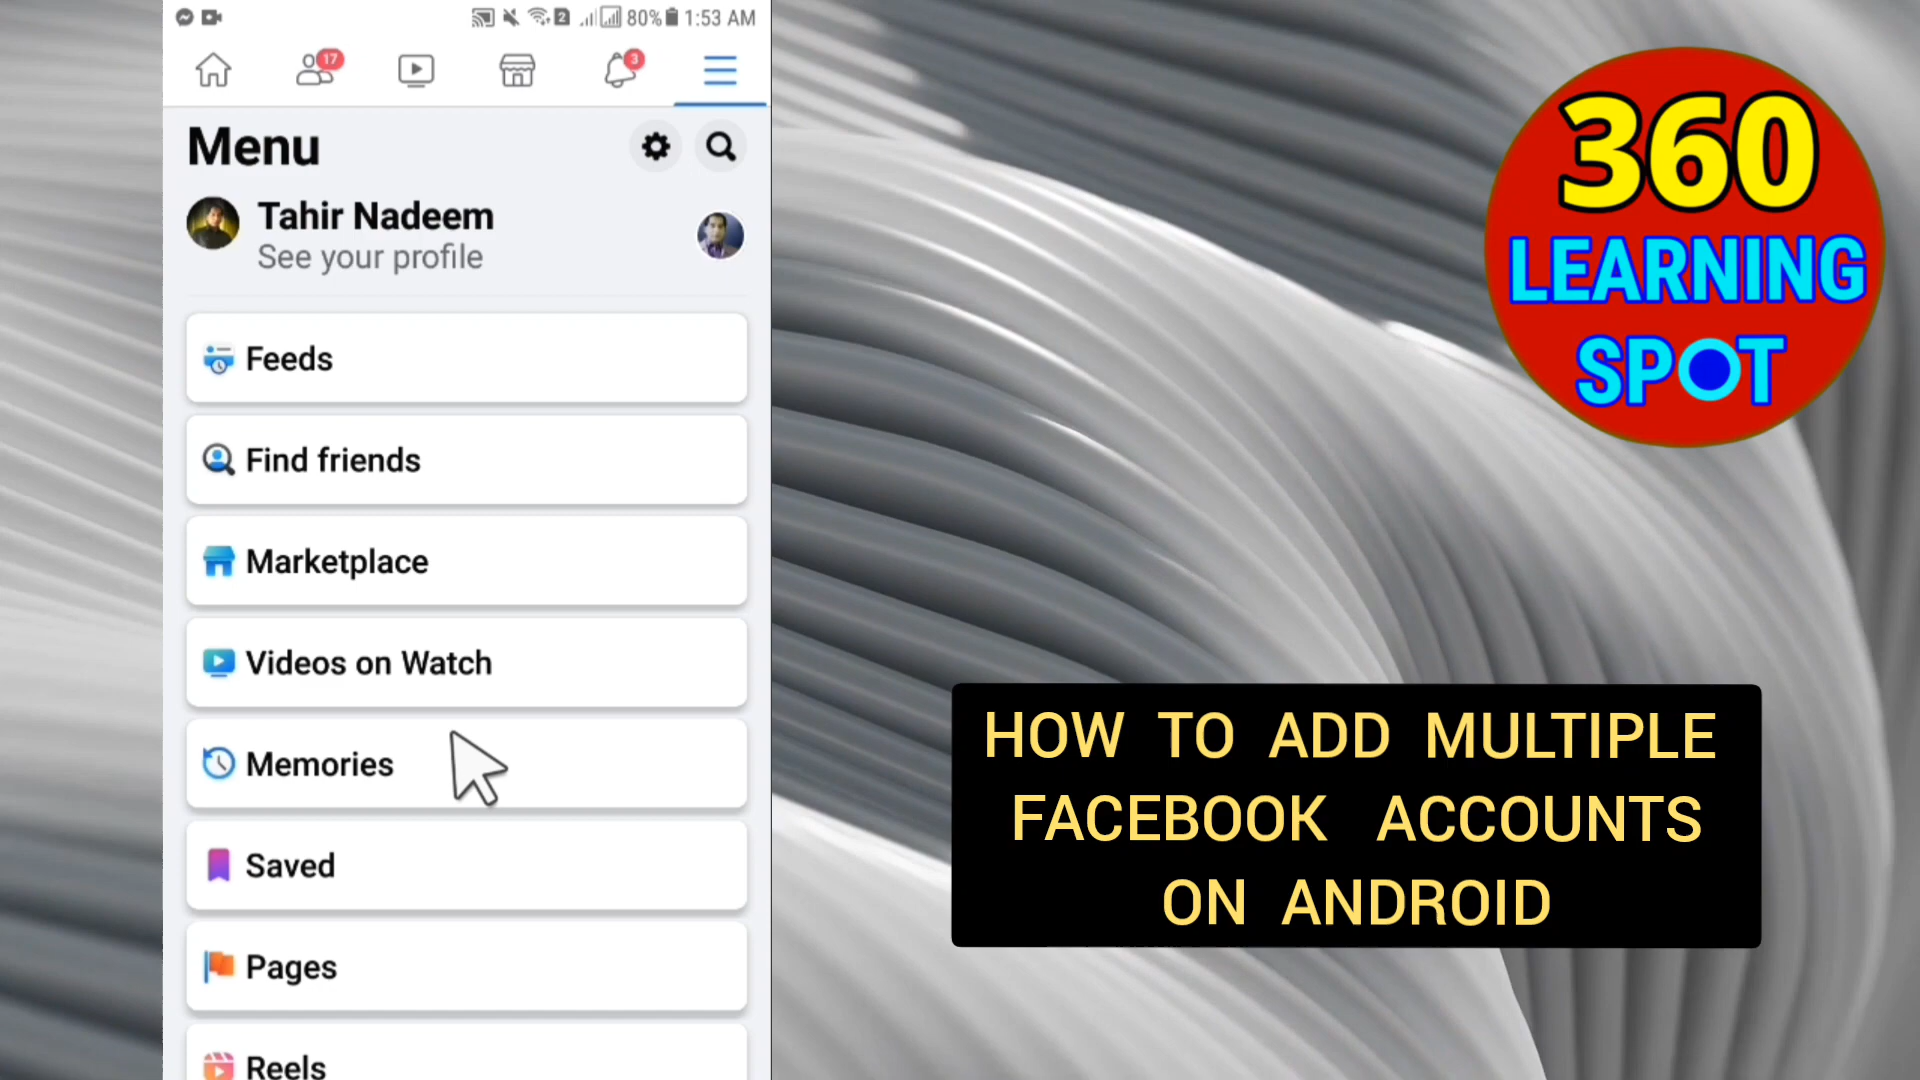 2 80% 1:53 AM
17
3
Menu
Tahir Nadeem
See your profile
Feeds
Find friends
Marketplace
Videos on Watch
Memories
Saved
Pages
Reels
360
LEARNING
SPOT
HOW TO ADD MULTIPLE
FACEBOOK ACCOUNTS
ON ANDROID